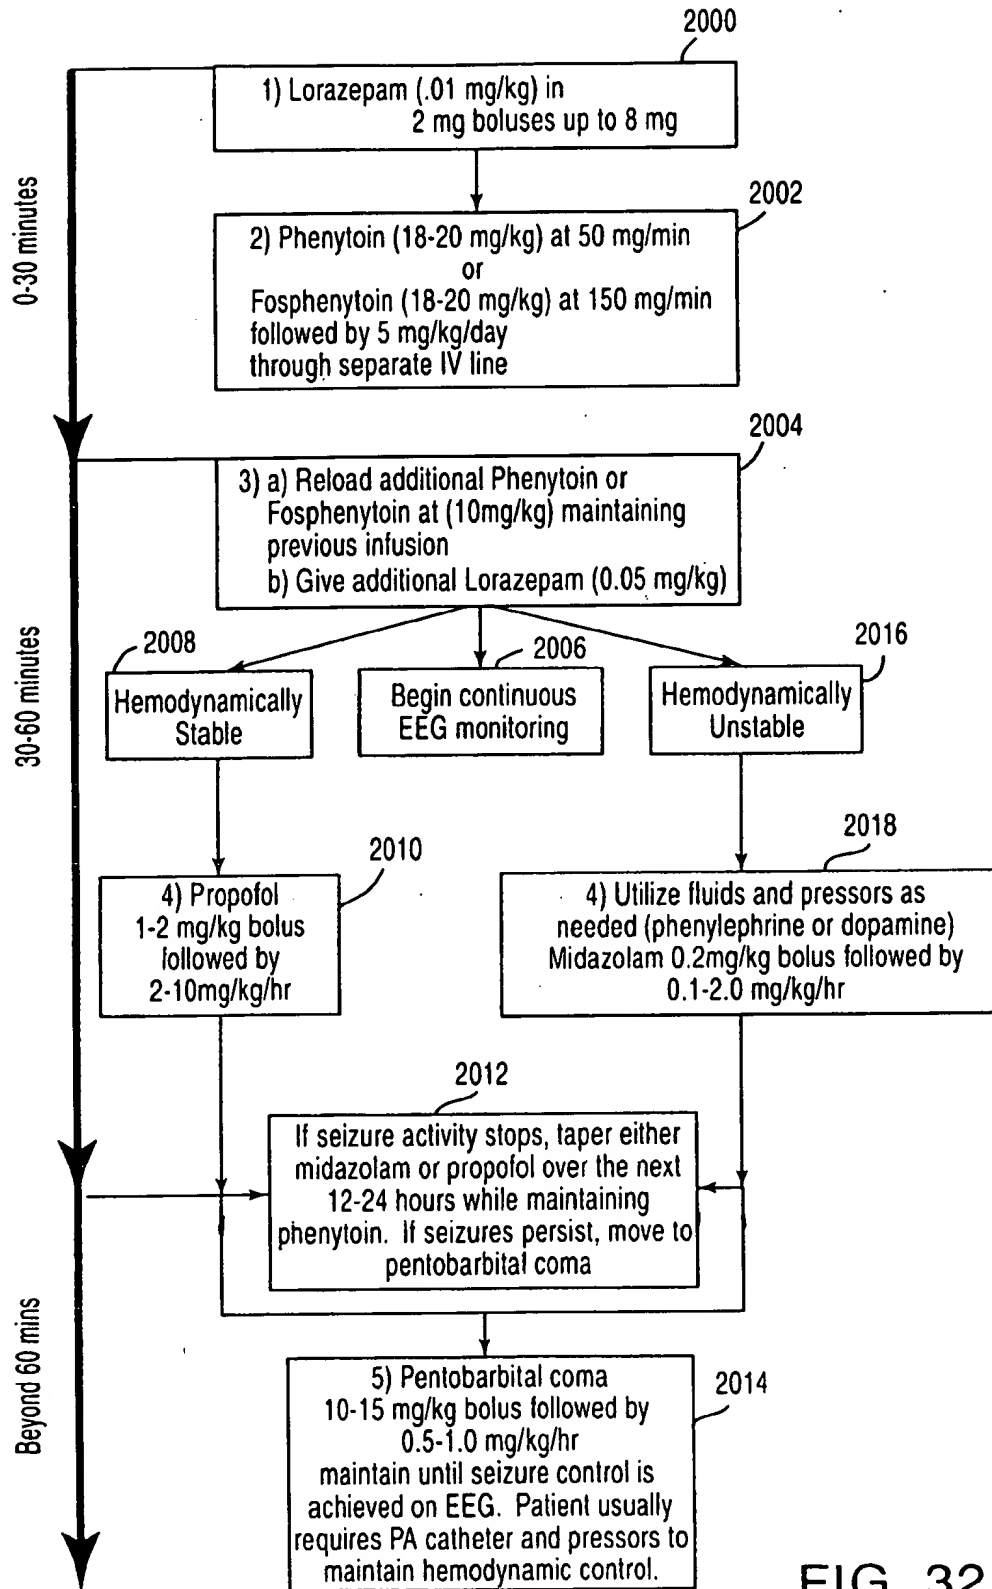 2000
1) Lorazepam (.01 mg/kg) in
2 mg boluses up to 8 mg
0-30 minutes
2002
2) Phenytoin (18-20 mg/kg) at 50 mg/min
or
Fosphenytoin (18-20 mg/kg) at 150 mg/min
followed by 5 mg/kg/day
through separate IV line
2004
3) a) Reload additional Phenytoin or
Fosphenytoin at (10mg/kg) maintaining
previous infusion
b) Give additional Lorazepam (0.05 mg/kg)
30-60 minutes
2008
Hemodynamically
Stable
2006
Begin continuous
EEG monitoring
2016
Hemodynamically
Unstable
2010
4) Propofol
1-2 mg/kg bolus
followed by
2-10mg/kg/hr
2018
4) Utilize fluids and pressors as
needed (phenylephrine or dopamine)
Midazolam 0.2mg/kg bolus followed by
0.1-2.0 mg/kg/hr
2012
If seizure activity stops, taper either
midazolam or propofol over the next
12-24 hours while maintaining
phenytoin. If seizures persist, move to
pentobarbital coma
Beyond 60 mins
2014
5) Pentobarbital coma
10-15 mg/kg bolus followed by
0.5-1.0 mg/kg/hr
maintain until seizure control is
achieved on EEG. Patient usually
requires PA catheter and pressors to
maintain hemodynamic control.
FIG. 32